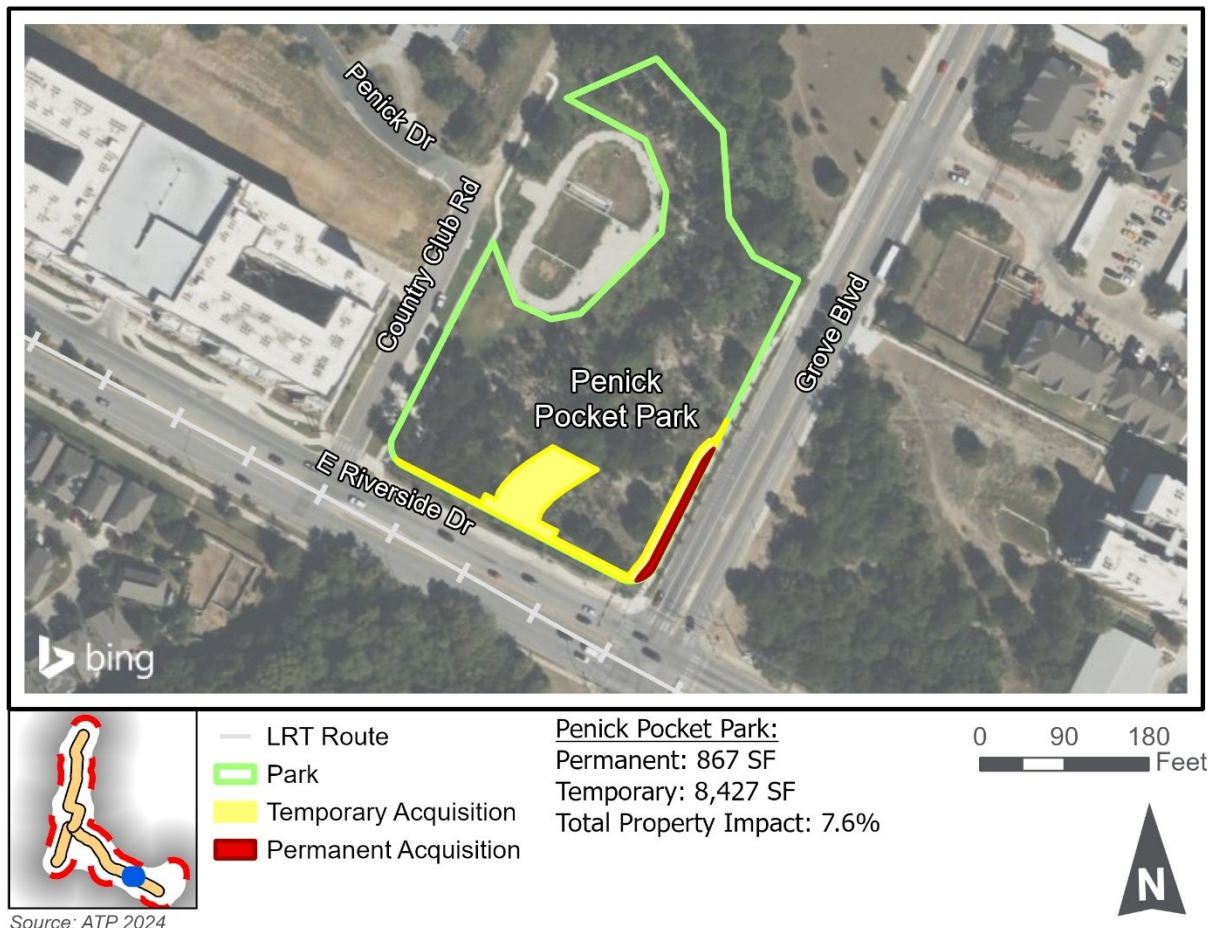 Penick Dr
Country Club Rd
Grove Blvd
Penick
Pocket Park
E Riverside Dr
bing
LRT Route
Park
Temporary Acquisition
Permanent Acquisition
Penick Pocket Park:
Permanent: 867 SF
Temporary: 8,427 SF
Total Property Impact: 7.6%
0 90 180
Feet
N
Source: ATP 2024